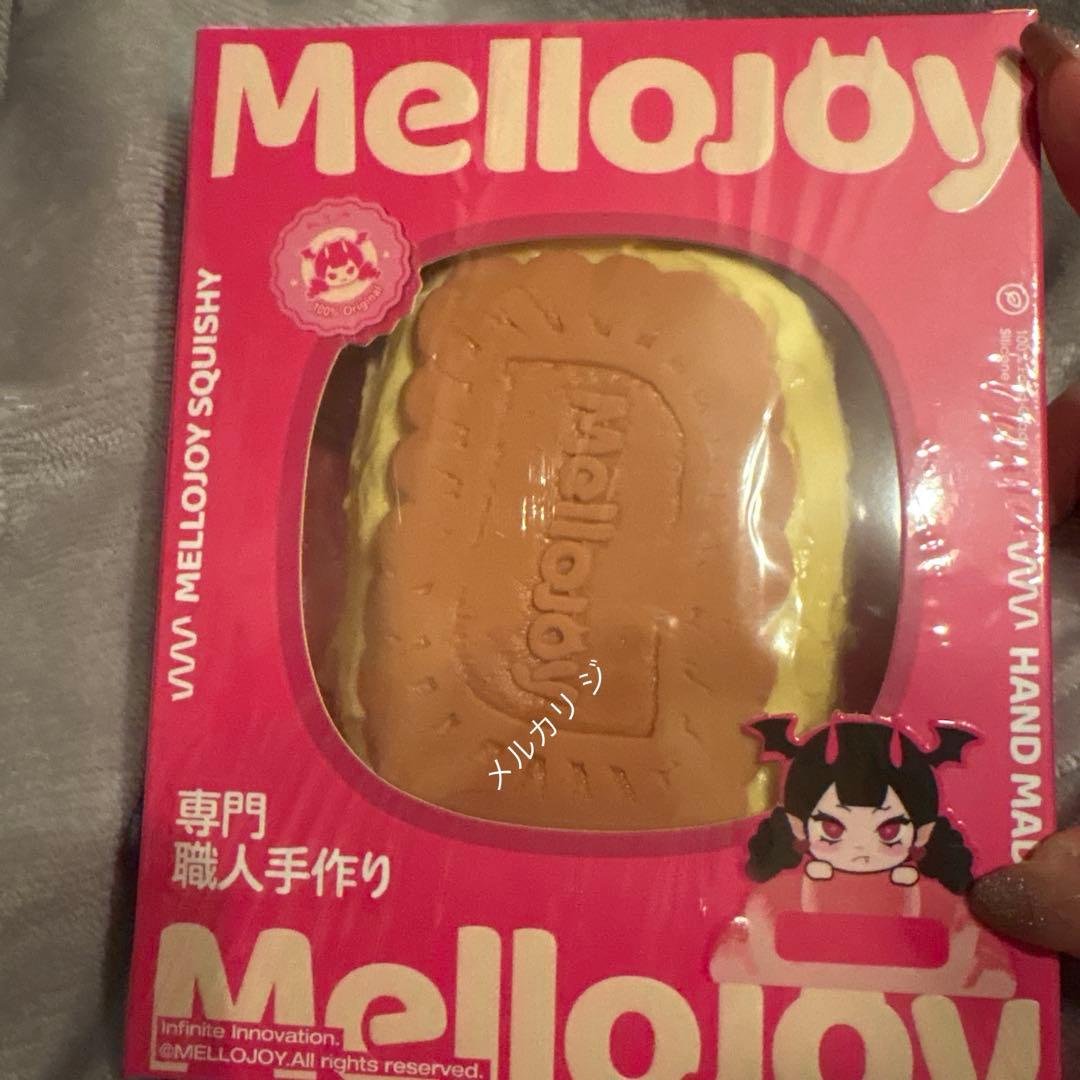 Mellojoy
100% Original
MELLOJOY SQUISHY
Silicone
Mellojoy
メルカリ ジ
HAND MAD
専門
職人手作り
Mellojoy
Infinite Innovation.
@MELLOJOY.All rights reserved.